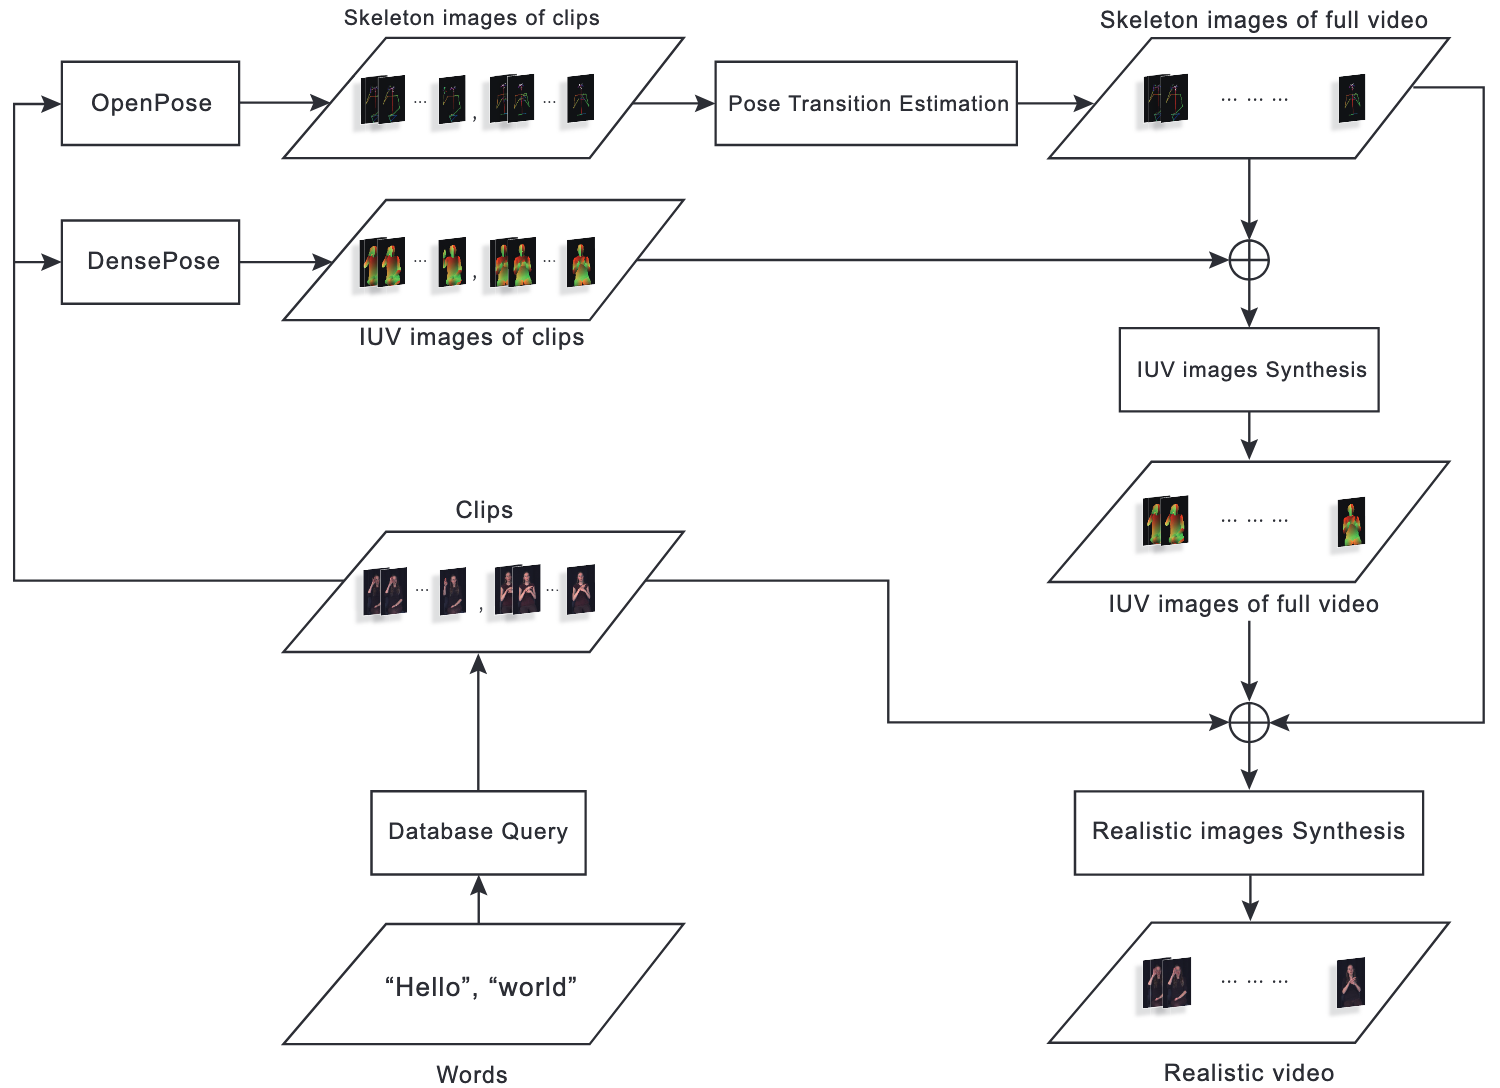 Skeleton images of clips
Skeleton images of full video
OpenPose
... , ...
Pose Transition Estimation
... ... ...
DensePose
... , ...
IUV images of clips
IUV images Synthesis
... ... ...
IUV images of full video
Clips
... , ...
Database Query
Realistic images Synthesis
“Hello”, “world”
... ... ...
Words
Realistic video